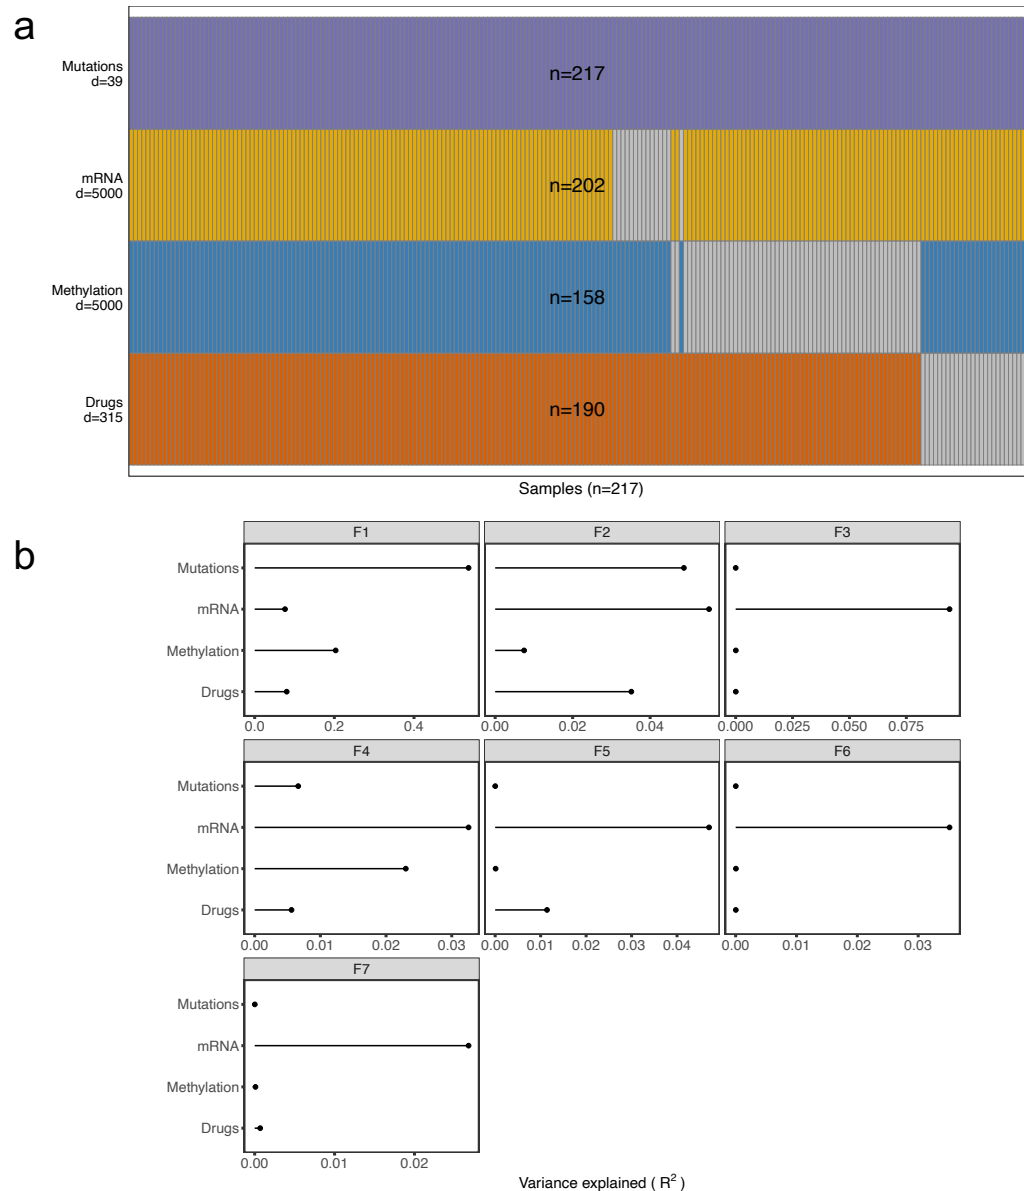 a
Mutations
d=39
n=217
mRNA
d=5000
n=202
Methylation
d=5000
n=158
Drugs
d=315
n=190
Samples (n=217)
b
F1 F2 F3
Mutations
mRNA
Methylation
Drugs
0.0 0.2 0.4 0.00 0.02 0.04 0.000 0.025 0.050 0.075
F4 F5 F6
Mutations
mRNA
Methylation
Drugs
0.00 0.01 0.02 0.03 0.00 0.01 0.02 0.03 0.04 0.00 0.01 0.02 0.03
F7
Mutations
mRNA
Methylation
Drugs
0.00 0.01 0.02
Variance explained ( R²)